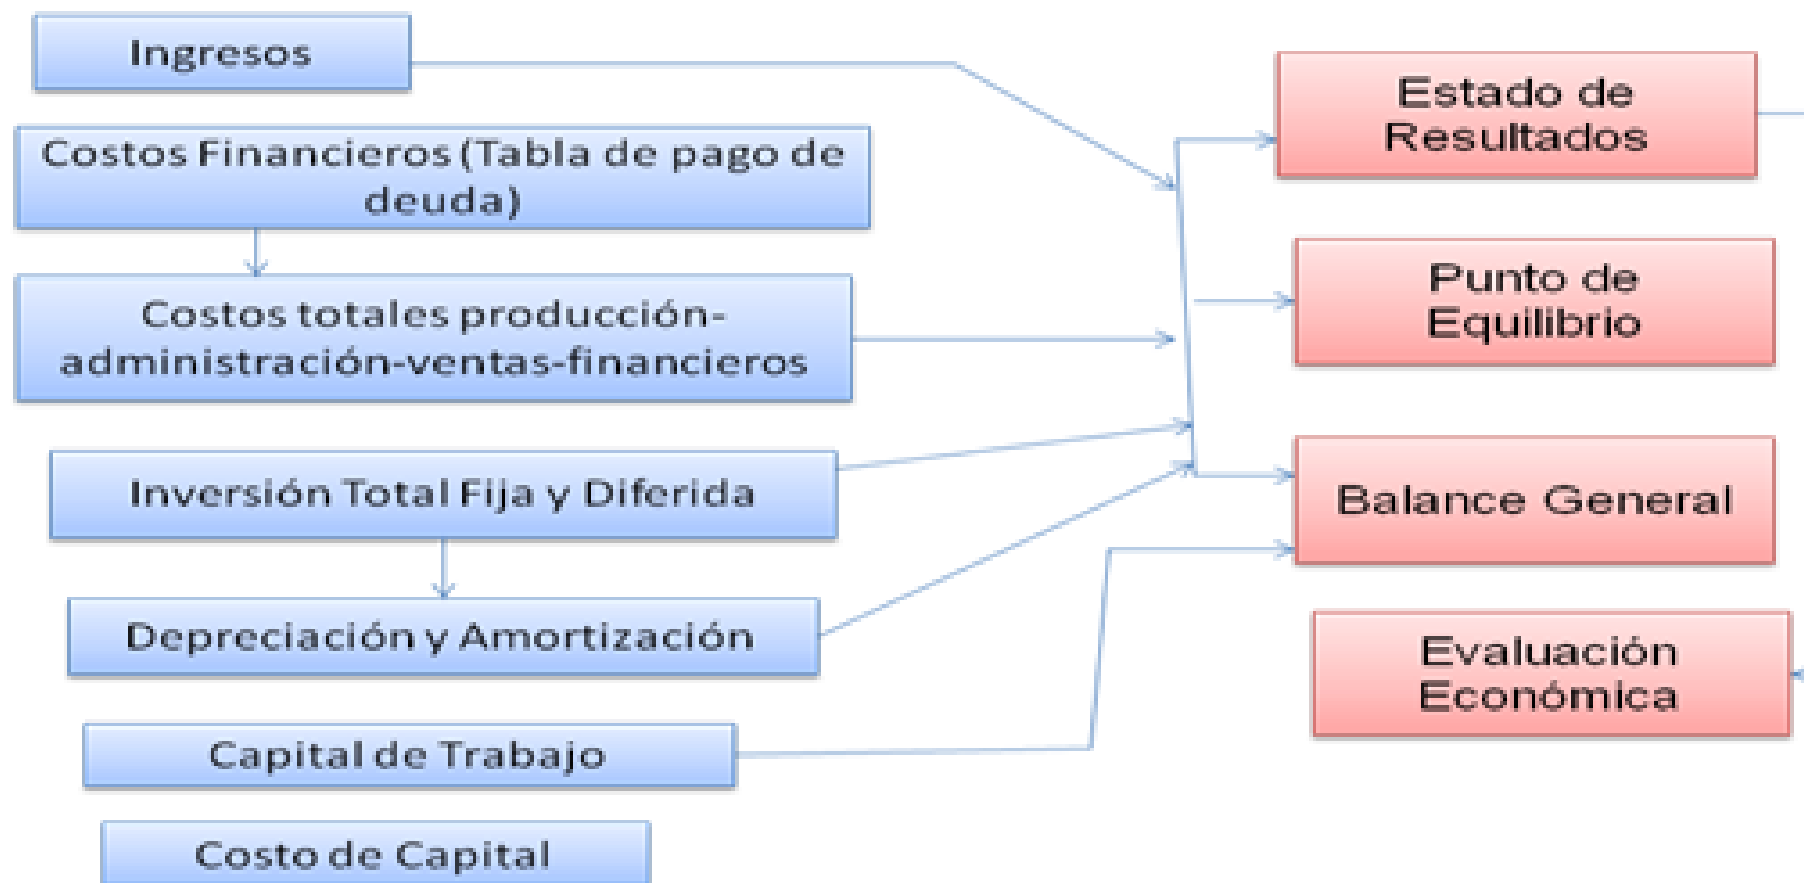 Ingresos
Costos Financieros (Tabla de pago de
deuda)
Costos totales producción-
administración-ventas-financieros
Inversión Total Fija y Diferida
Depreciación y Amortización
Capital de Trabajo
Costo de Capital
Estado de
Resultados
Punto de
Equilibrio
Balance General
Evaluación
Económica